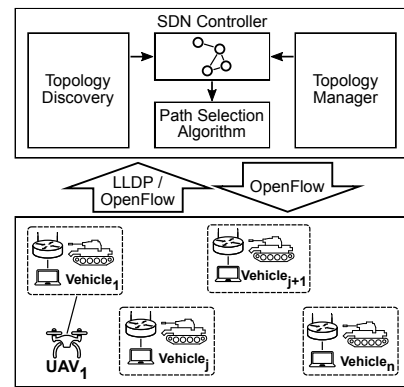 SDN Controller
Topology
Discovery
Topology
Manager
Path Selection
Algorithm
LLDP /
OpenFlow
OpenFlow
Vehicle1
Vehiclej+1
UAV1
Vehiclej
Vehiclen